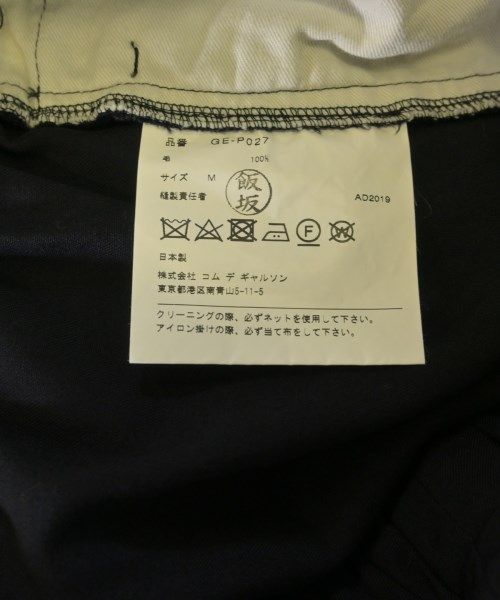 品番 GE-P027
毛 100%
サイズ M
縫製責任者 飯坂 AD2019
日本製
株式会社 コム デ ギャルソン
東京都港区南青山5-11-5
クリーニングの際、必ずネットを使用して下さい。
アイロン掛けの際、必ず当て布をして下さい。